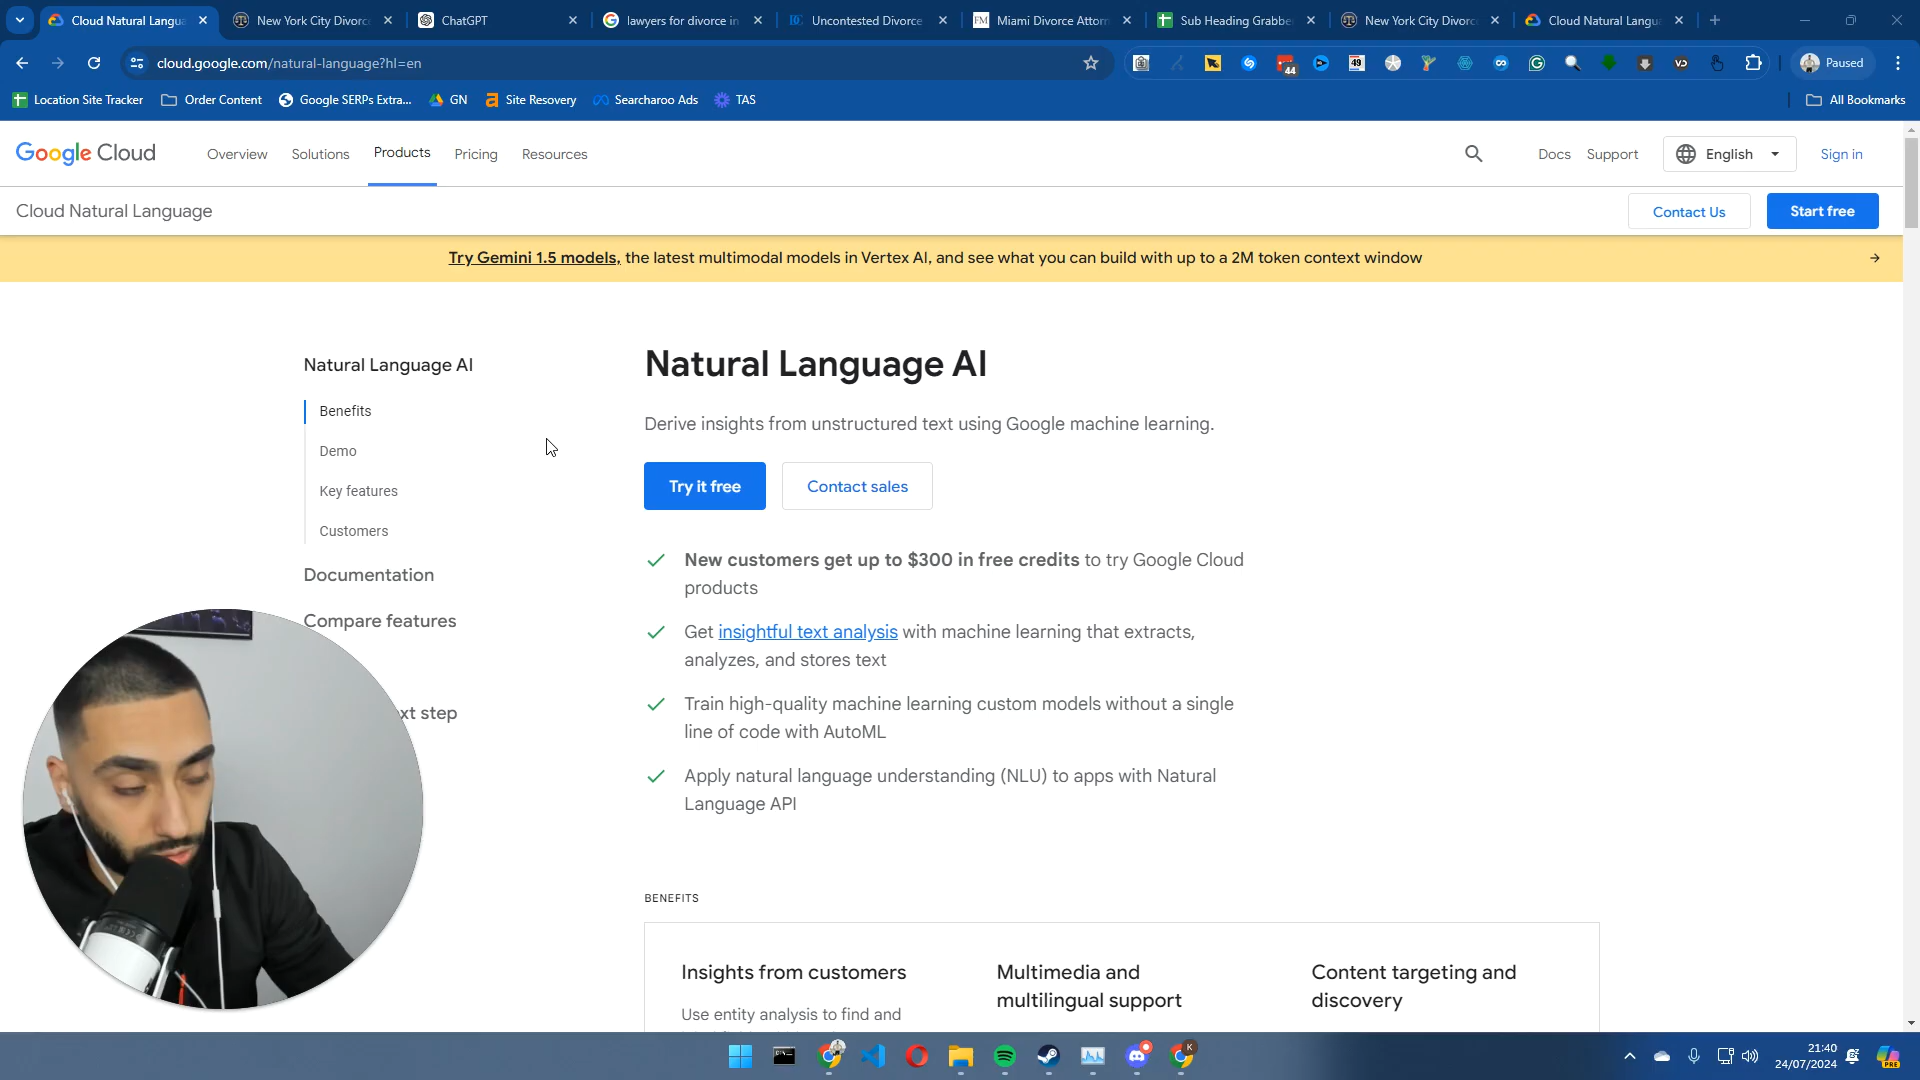 Cloud Natural Langua
New York City Divorc
ChatGPT
lawyers for divorce in
Uncontested Divorce
Miami Divorce Attorn
Sub Heading Grabbe
New York City Divorc
Cloud Natural Langu
cloud.google.com/natural-language?hl=en
44
49
Paused
Location Site Tracker
Order Content
Google SERPs Extra...
GN
Site Recovery
Searcharoo Ads
TAS
All Bookmarks
Google Cloud
Overview
Solutions
Products
Pricing
Resources
Docs
Support
English
Sign in
Cloud Natural Language
Contact Us
Start free
Try Gemini 1.5 models, the latest multimodal models in Vertex AI, and see what you can build with up to a 2M token context window
Natural Language AI
Benefits
Demo
Key features
Customers
Documentation
Compare features
xt step
Natural Language AI
Derive insights from unstructured text using Google machine learning.
Try it free
Contact sales
New customers get up to $300 in free credits to try Google Cloud
products
Get insightful text analysis with machine learning that extracts,
analyzes, and stores text
Train high-quality machine learning custom models without a single
line of code with AutoML
Apply natural language understanding (NLU) to apps with Natural
Language API
BENEFITS
Insights from customers
Use entity analysis to find and
Multimedia and
multilingual support
Content targeting and
discovery
21:40
24/07/2024